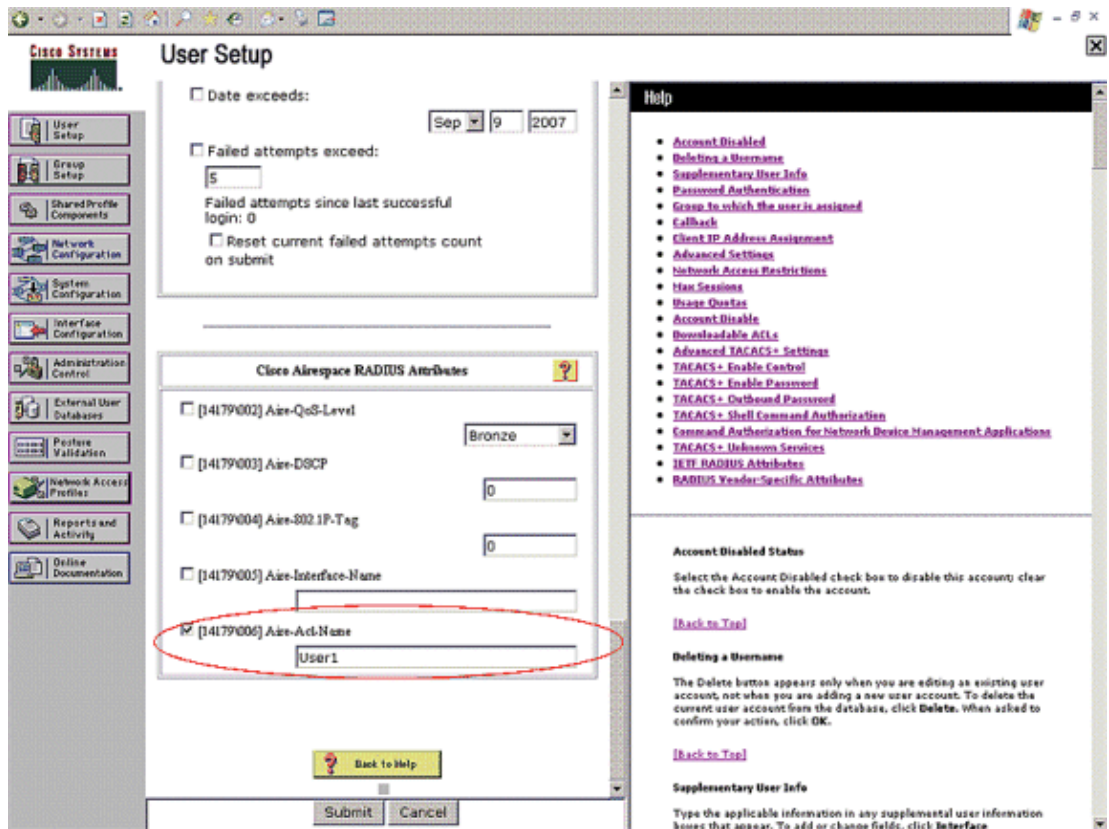 CISCO SYSTEMS
User Setup
User
Setup
Group
Setup
Shared Profile
Components
Network
Configuration
System
Configuration
Interface
Configuration
Administration
Control
External User
Databases
Posture
Validation
Network Access
Profiles
Reports and
Activity
Online
Documentation
Date exceeds:
Sep 9 2007
Failed attempts exceed:
5
Failed attempts since last successful
login: 0
Reset current failed attempts count
on submit
Cisco Airespace RADIUS Attributes
[14179\002] Aire-QoS-Level
Bronze
[14179\003] Aire-DSCP
0
[14179\004] Aire-802.1P-Tag
0
[14179\005] Aire-Interface-Name
[14179\006] Aire-Acl-Name
User1
Back to Help
Submit Cancel
Help
Account Disabled
Deleting a Username
Supplementary User Info
Password Authentication
Group to which the user is assigned
Callback
Client IP Address Assignment
Advanced Settings
Network Access Restrictions
Max Sessions
Usage Quotas
Account Disable
Downloadable ACLs
Advanced TACACS+ Settings
TACACS+ Enable Control
TACACS+ Enable Password
TACACS+ Outbound Password
TACACS+ Shell Command Authorization
Command Authorization for Network Device Management Applications
TACACS+ Unknown Services
IETF RADIUS Attributes
RADIUS Vendor-Specific Attributes
Account Disabled Status
Select the Account Disabled check box to disable this account; clear
the check box to enable the account.
[Back to Top]
Deleting a Username
The Delete button appears only when you are editing an existing user
account, not when you are adding a new user account. To delete the
current user account from the database, click Delete. When asked to
confirm your action, click OK.
[Back to Top]
Supplementary User Info
Type the applicable information in any supplemental user information
boxes that appear. To add or change fields, click Interface